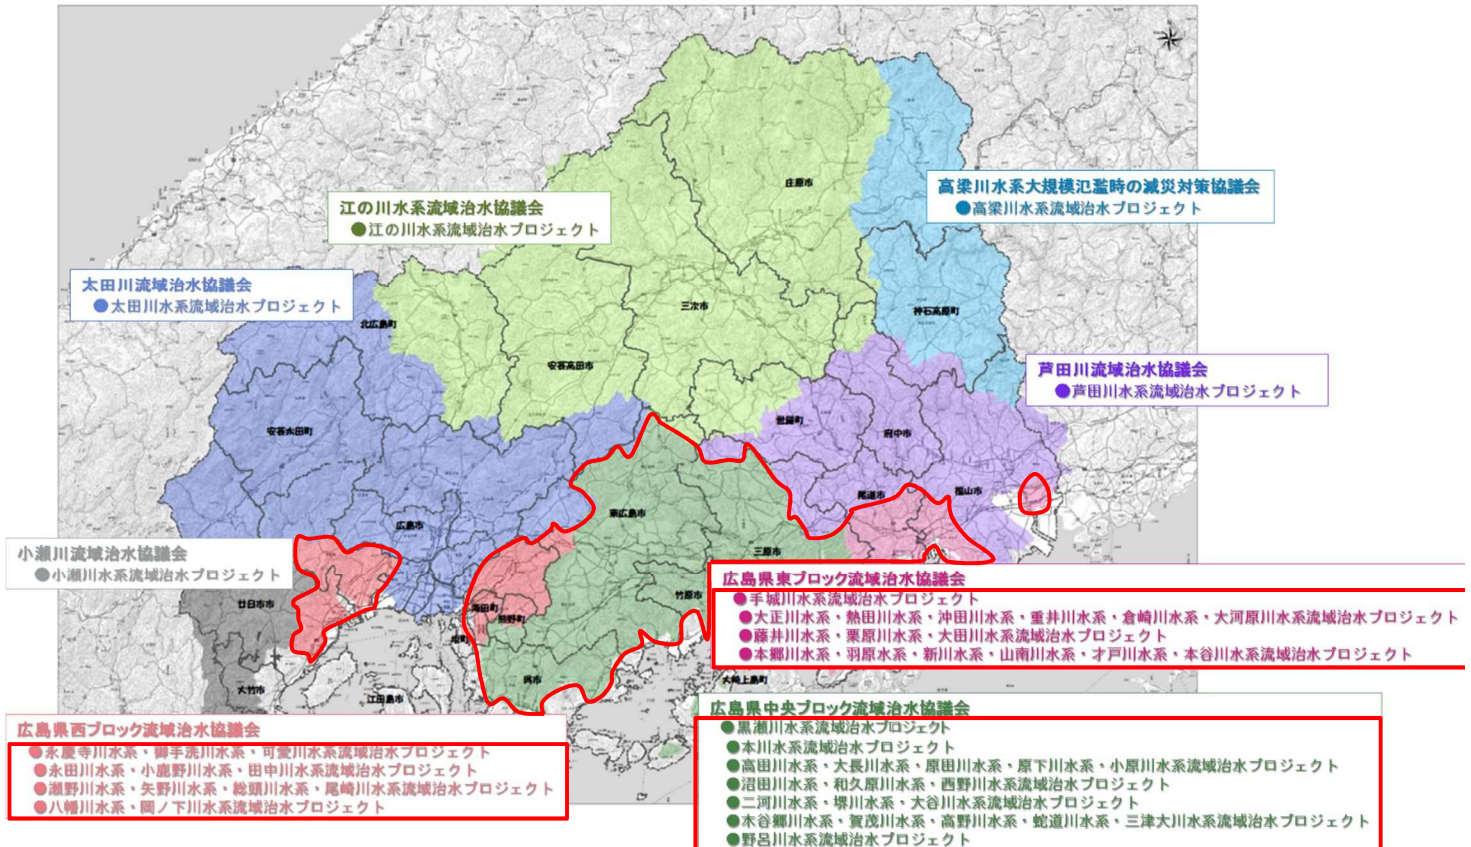 庄原市
高梁川水系大規模氾濫時の減災対策協議会
●高梁川水系流域治水プロジェクト
江の川水系流域治水協議会
●江の川水系流域治水プロジェクト
太田川流域治水協議会
●太田川水系流域治水プロジェクト
三次市
神石高原町
北広島町
安芸高田市
芦田川流域治水協議会
●芦田川水系流域治水プロジェクト
安芸太田町
世羅町
府中市
尾道市
福山市
広島市
東広島市
三原市
小瀬川流域治水協議会
●小瀬川水系流域治水プロジェクト
廿日市市
海田町
熊野町
坂町
竹原市
呉市
大竹市
江田島市
大崎上島町
広島県東ブロック流域治水協議会
●手城川水系流域治水プロジェクト
●大正川水系・熱田川水系・沖田川水系・重井川水系・倉崎川水系・大河原川水系流域治水プロジェクト
●藤井川水系・栗原川水系・大田川水系流域治水プロジェクト
●本郷川水系・羽原川水系・新川水系・山南川水系・才戸川水系・本谷川水系流域治水プロジェクト
広島県西ブロック流域治水協議会
●永慶寺川水系・御手洗川水系・可愛川水系流域治水プロジェクト
●永田川水系・小鹿野川水系・田中川水系流域治水プロジェクト
●瀬野川水系・矢野川水系・総頭川水系・尾崎川水系流域治水プロジェクト
●八幡川水系・岡ノ下川水系流域治水プロジェクト
広島県中央ブロック流域治水協議会
●黒瀬川水系流域治水プロジェクト
●本川水系流域治水プロジェクト
●高田川水系・大長川水系・原田川水系・原下川水系・小原川水系流域治水プロジェクト
●沼田川水系・和久原川水系・西野川水系流域治水プロジェクト
●二河川水系・堺川水系・大谷川水系流域治水プロジェクト
●木谷郷川水系・賀茂川水系・高野川水系・蛇道川水系・三津大川水系流域治水プロジェクト
●野呂川水系流域治水プロジェクト